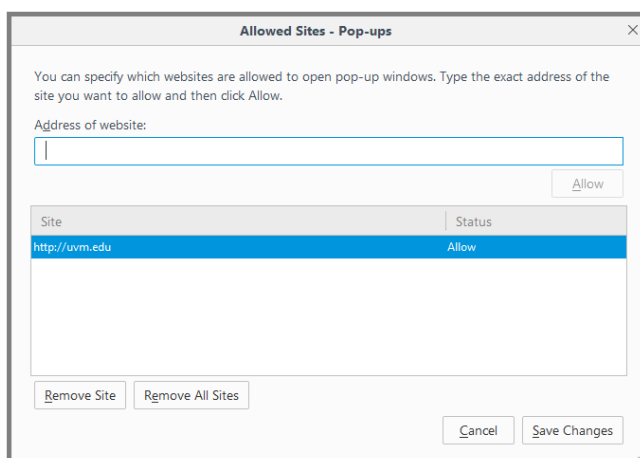 Allowed Sites - Pop-ups
You can specify which websites are allowed to open pop-up windows. Type the exact address of the
site you want to allow and then click Allow.
Address of website:
Allow
Site Status
http://uvm.edu Allow
Remove Site Remove All Sites
Cancel Save Changes